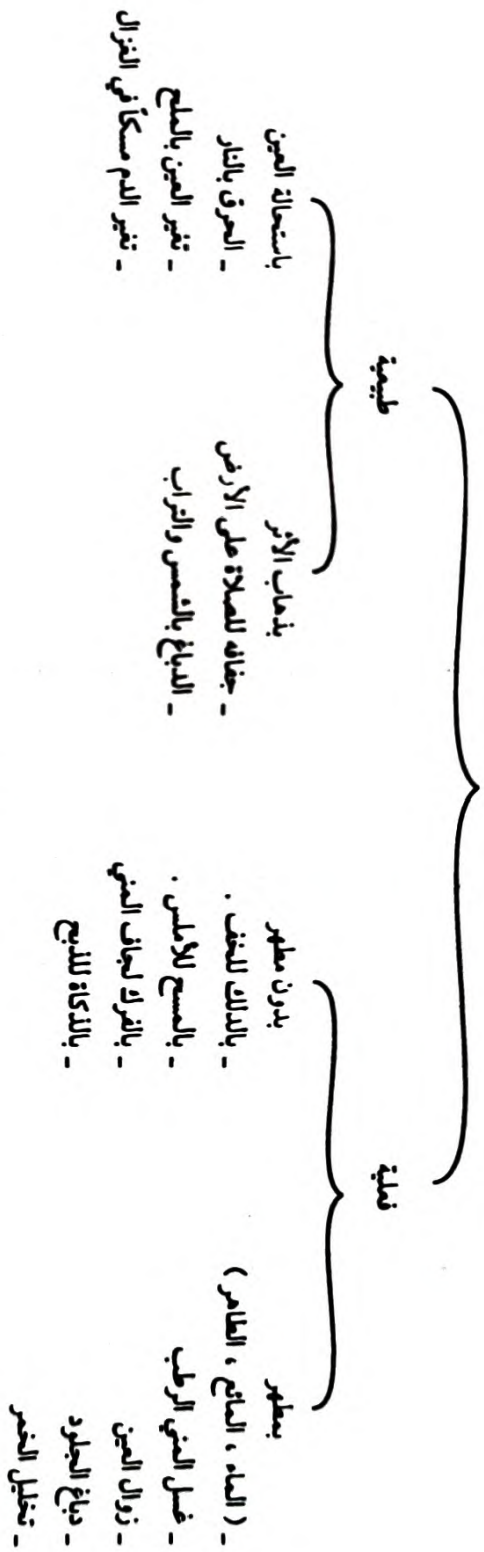 فعلية
بمطهر
- (الماء ، المائع ، الطاهر)
- غسل المني الرطب
- زوال العين
- دباغ الجلود
- تخليل الخمر
بدون مطهر
- بالدلك للخف .
- بالمسح للأملس .
- بالفرك لجاف المني
- بالذكاة للذبح
طبيعية
بذهاب الأثر
- جفافه للصلاة على الأرض
- الدباغ بالشمس والتراب
باستحالة العين
- الحرق بالنار
- تغير العين بالملح
- تغير الدم مسكاً في الغزال